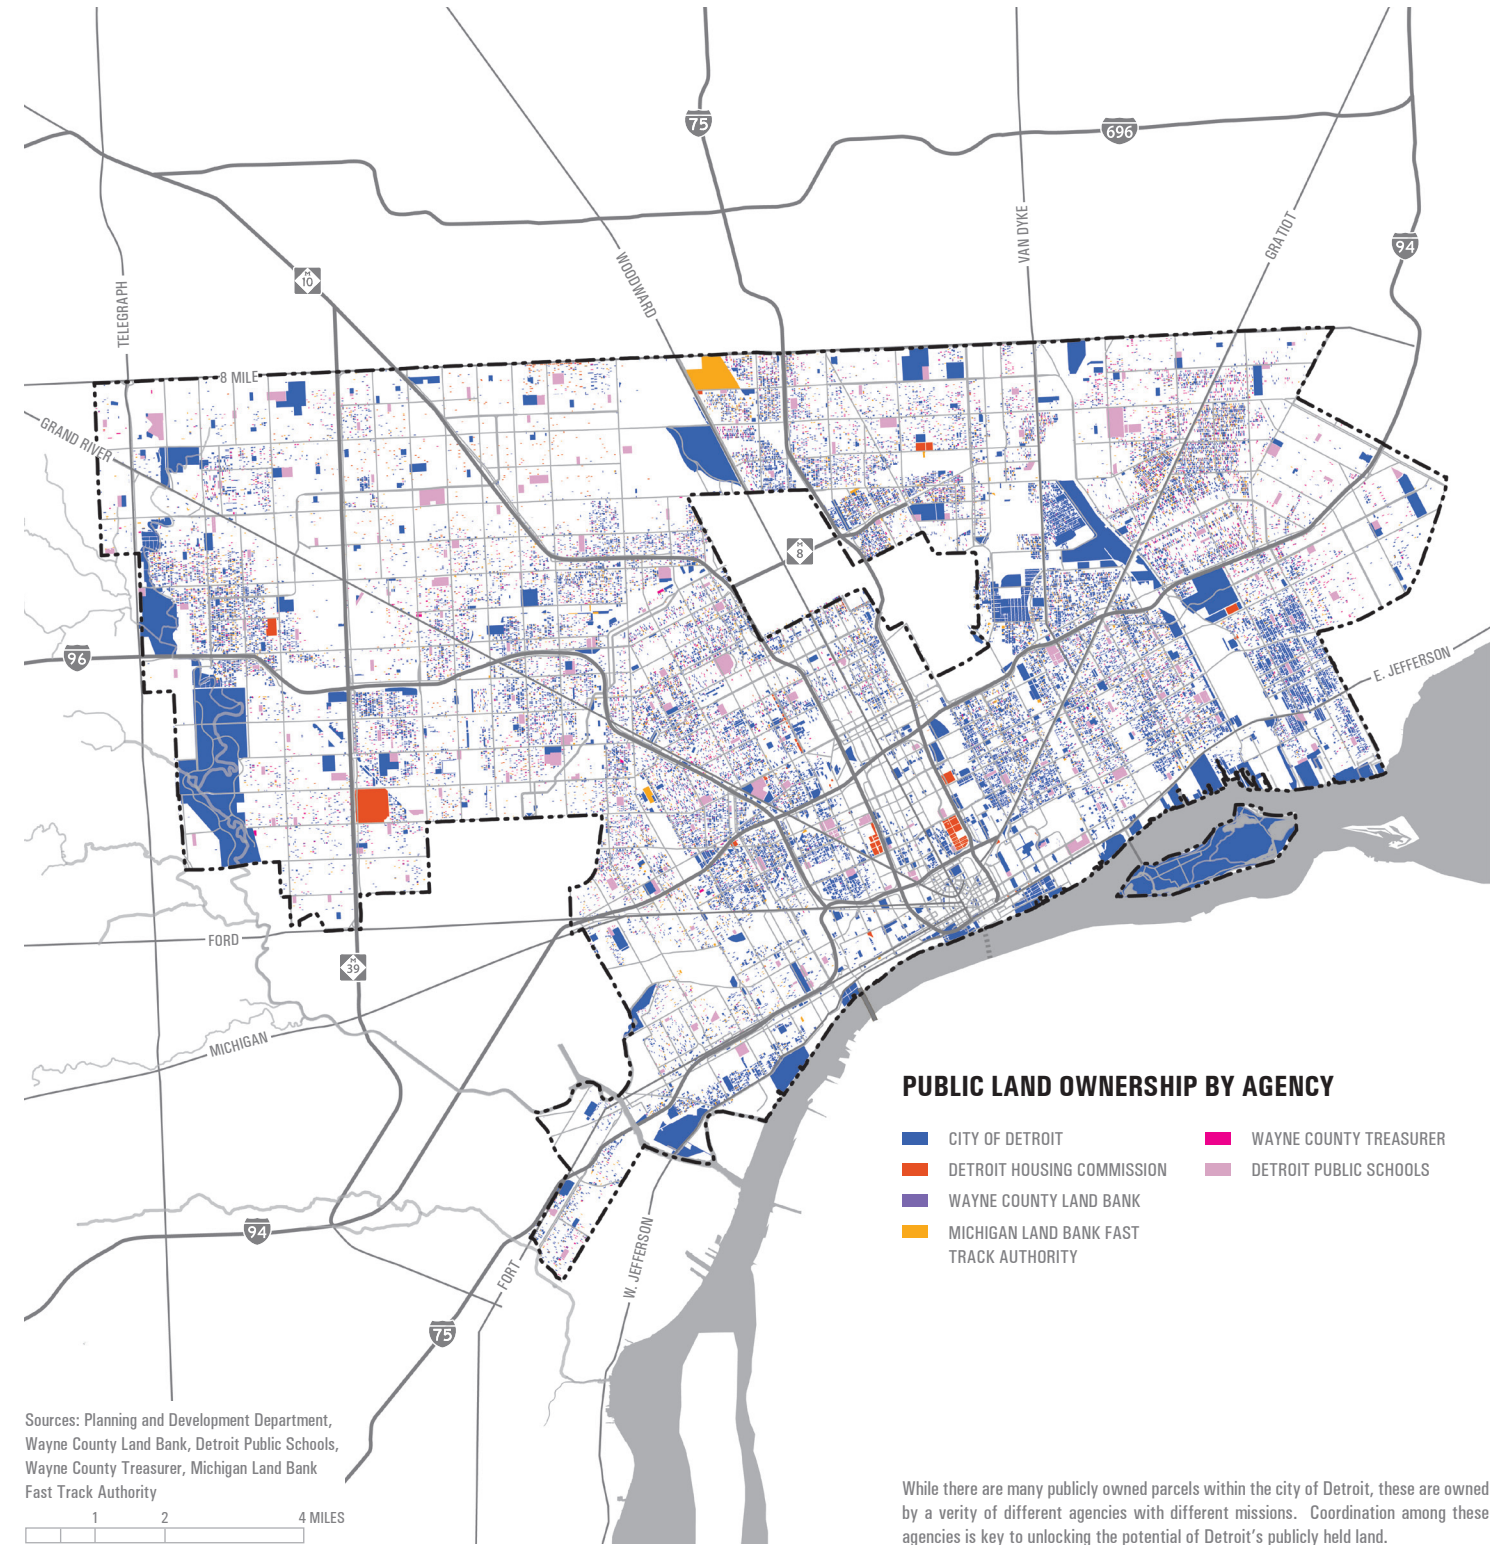 75
696
VAN DYKE
GRATIOT
94
WOODWARD
M
10
TELEGRAPH
8 MILE
GRAND RIVER
M
8
96
E. JEFFERSON
FORD
M
39
MICHIGAN
PUBLIC LAND OWNERSHIP BY AGENCY
CITY OF DETROIT
DETROIT HOUSING COMMISSION
WAYNE COUNTY LAND BANK
MICHIGAN LAND BANK FAST
TRACK AUTHORITY
WAYNE COUNTY TREASURER
DETROIT PUBLIC SCHOOLS
94
FORT
W. JEFFERSON
75
Sources: Planning and Development Department,
Wayne County Land Bank, Detroit Public Schools,
Wayne County Treasurer, Michigan Land Bank
Fast Track Authority
1 2 4 MILES
While there are many publicly owned parcels within the city of Detroit, these are owned
by a verity of different agencies with different missions. Coordination among these
agencies is key to unlocking the potential of Detroit's publicly held land.